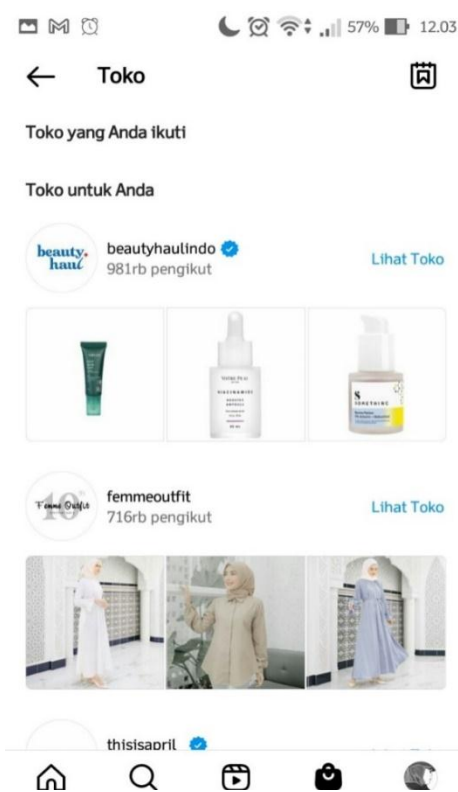 57% 12.03
Toko
Toko yang Anda ikuti
Toko untuk Anda
beauty.
haul
beautyhaulindo
981rb pengikut
Lihat Toko
NIACINAMIDE
SOMETHINC
Femme Outfit
10
femmeoutfit
716rb pengikut
Lihat Toko
thisisapril